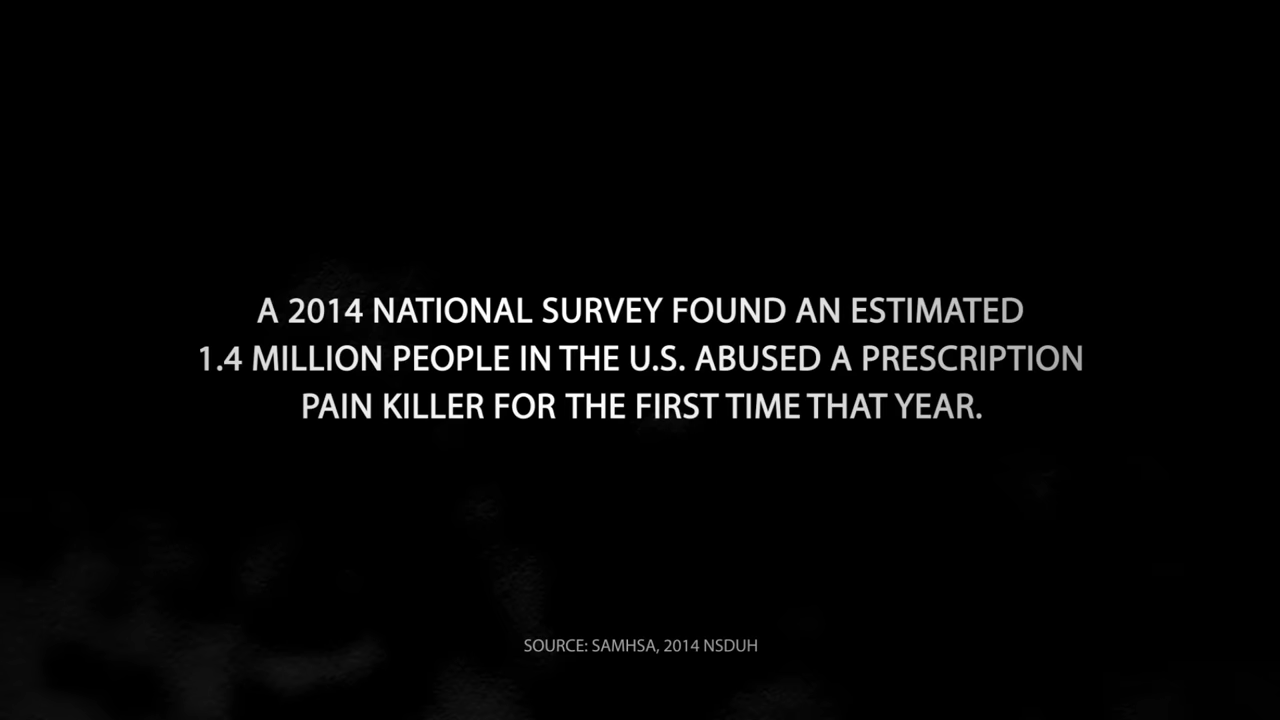 A 2014 NATIONAL SURVEY FOUND AN ESTIMATED
1.4 MILLION PEOPLE IN THE U.S. ABUSED A PRESCRIPTION
PAIN KILLER FOR THE FIRST TIME THAT YEAR.
SOURCE: SAMHSA, 2014 NSDUH